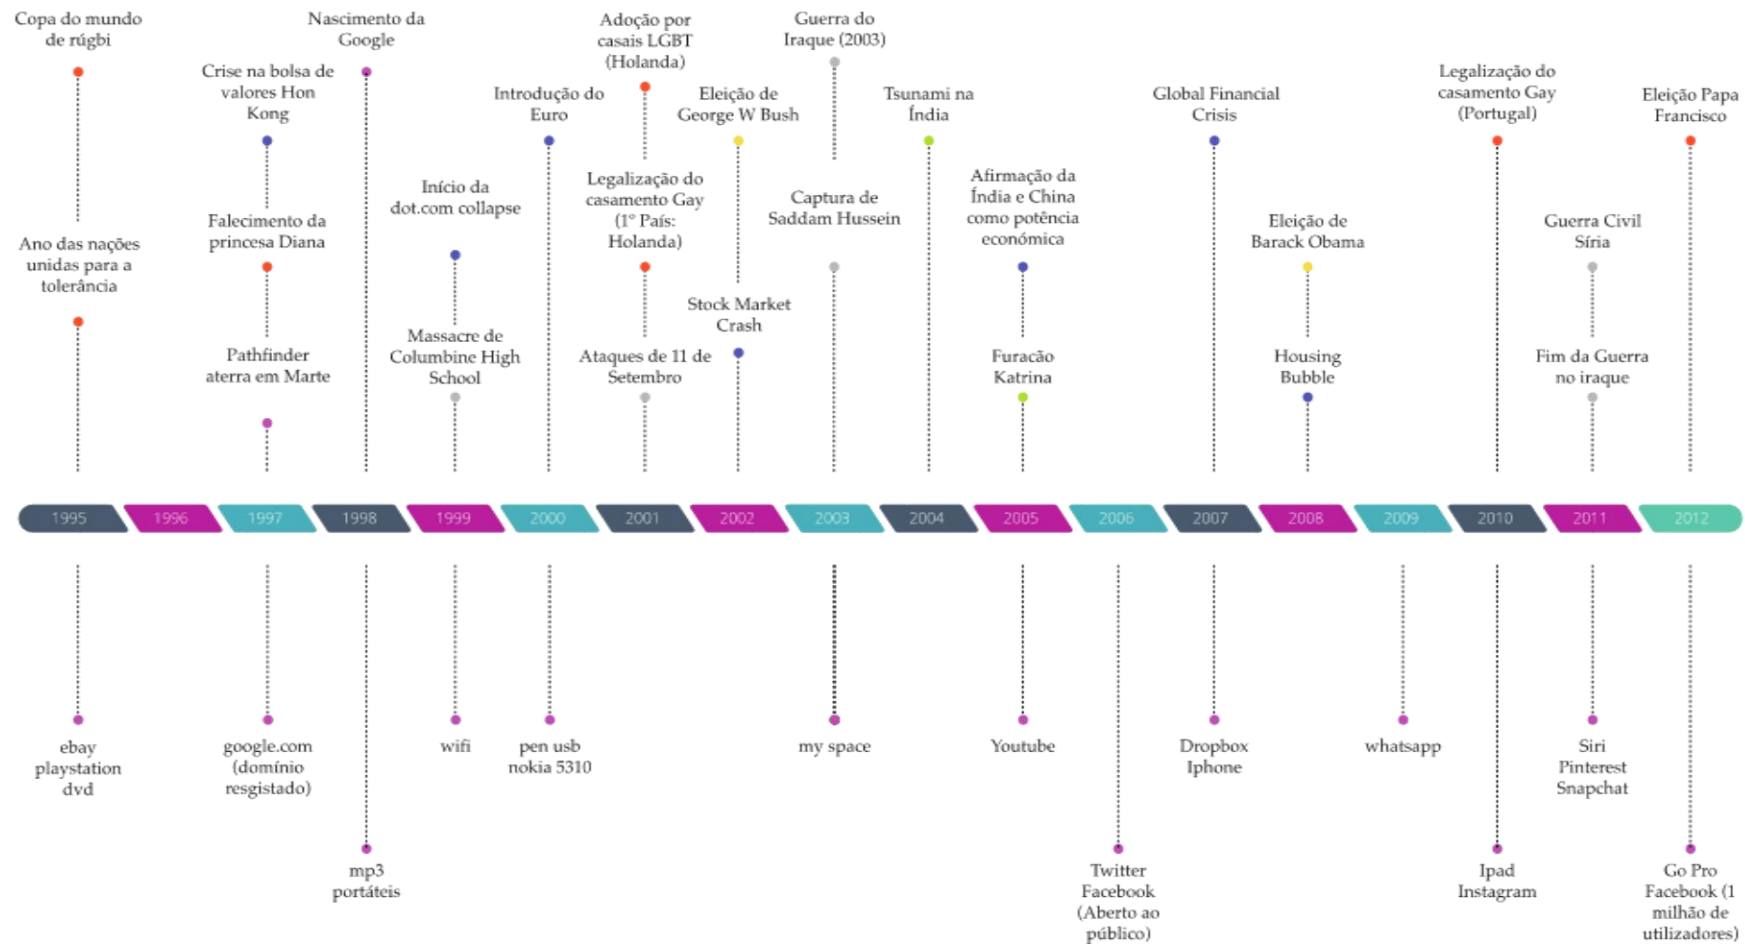 Copa do mundo
de rúgbi
Ano das nações
unidas para a
tolerância
Crise na bolsa de
valores Hon
Kong
Falecimento da
princesa Diana
Pathfinder
aterra em Marte
Nascimento da
Google
Início da
dot.com collapse
Massacre de
Columbine High
School
Introdução do
Euro
Adoção por
casais LGBT
(Holanda)
Legalização do
casamento Gay
(1º País:
Holanda)
Ataques de 11 de
Setembro
Eleição de
George W Bush
Stock Market
Crash
Guerra do
Iraque (2003)
Captura de
Saddam Hussein
Tsunami na
Índia
Afirmação da
Índia e China
como potência
económica
Furacão
Katrina
Global Financial
Crisis
Eleição de
Barack Obama
Housing
Bubble
Legalização do
casamento Gay
(Portugal)
Guerra Civil
Síria
Fim da Guerra
no iraque
Eleição Papa
Francisco
1995 1996 1997 1998 1999 2000 2001 2002 2003 2004 2005 2006 2007 2008 2009 2010 2011 2012
ebay
playstation
dvd
google.com
(domínio
resgistado)
mp3
portáteis
wifi
pen usb
nokia 5310
my space
Youtube
Twitter
Facebook
(Aberto ao
público)
Dropbox
Iphone
whatsapp
Ipad
Instagram
Siri
Pinterest
Snapchat
Go Pro
Facebook (1
milhão de
utilizadores)